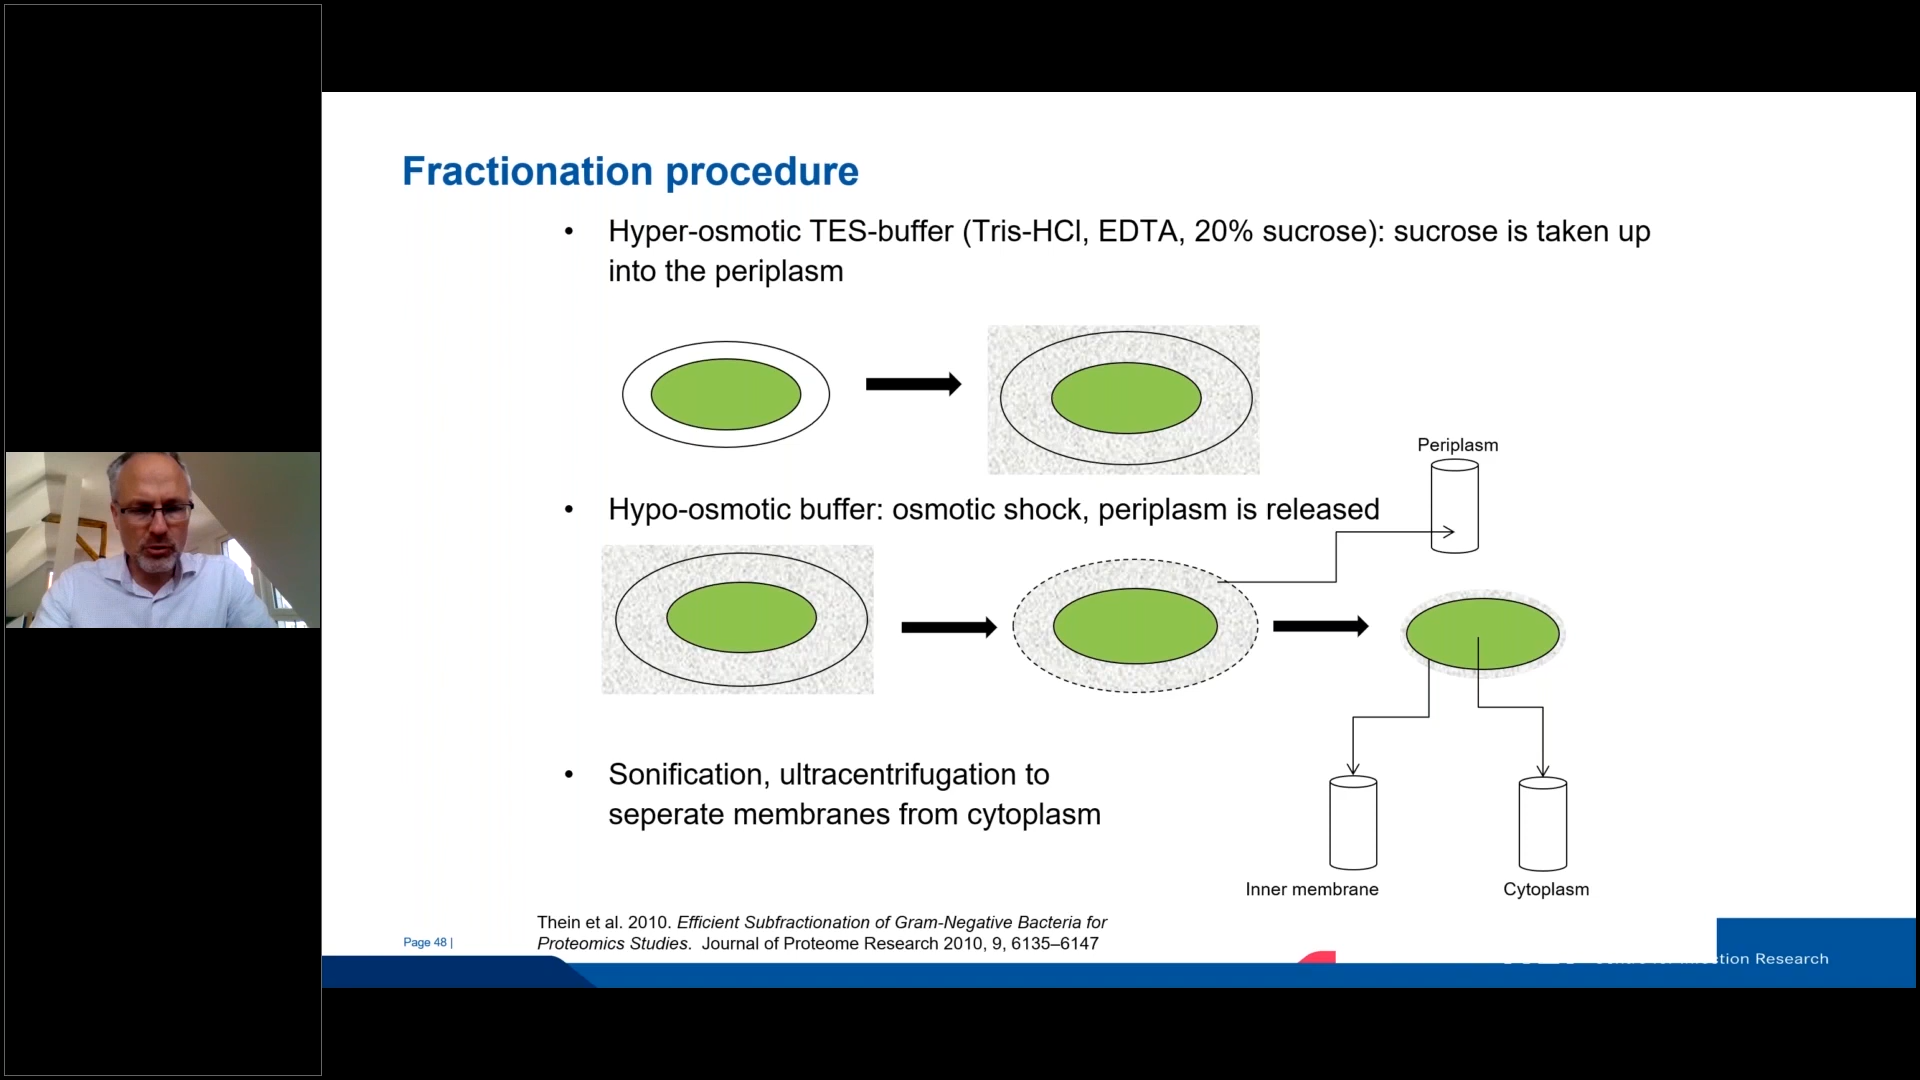 Fractionation procedure
• Hyper-osmotic TES-buffer (Tris-HCl, EDTA, 20% sucrose): sucrose is taken up
into the periplasm
Periplasm
• Hypo-osmotic buffer: osmotic shock, periplasm is released
• Sonification, ultracentrifugation to
seperate membranes from cytoplasm
Inner membrane
Cytoplasm
Thein et al. 2010. Efficient Subfractionation of Gram-Negative Bacteria for
Proteomics Studies. Journal of Proteome Research 2010, 9, 6135–6147
Page 48 |
Research